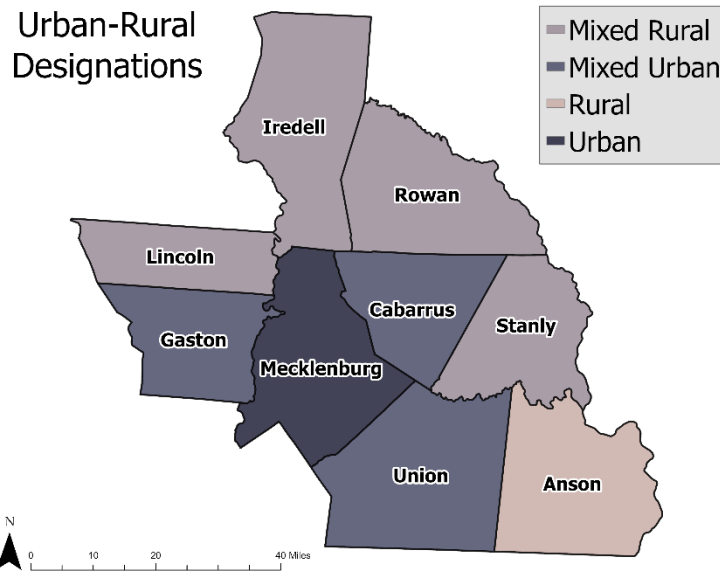 Urban-Rural
Designations
Mixed Rural
Mixed Urban
Rural
Urban
Iredell
Rowan
Lincoln
Cabarrus
Stanly
Gaston
Mecklenburg
Union
Anson
N
0 10 20 40 Miles